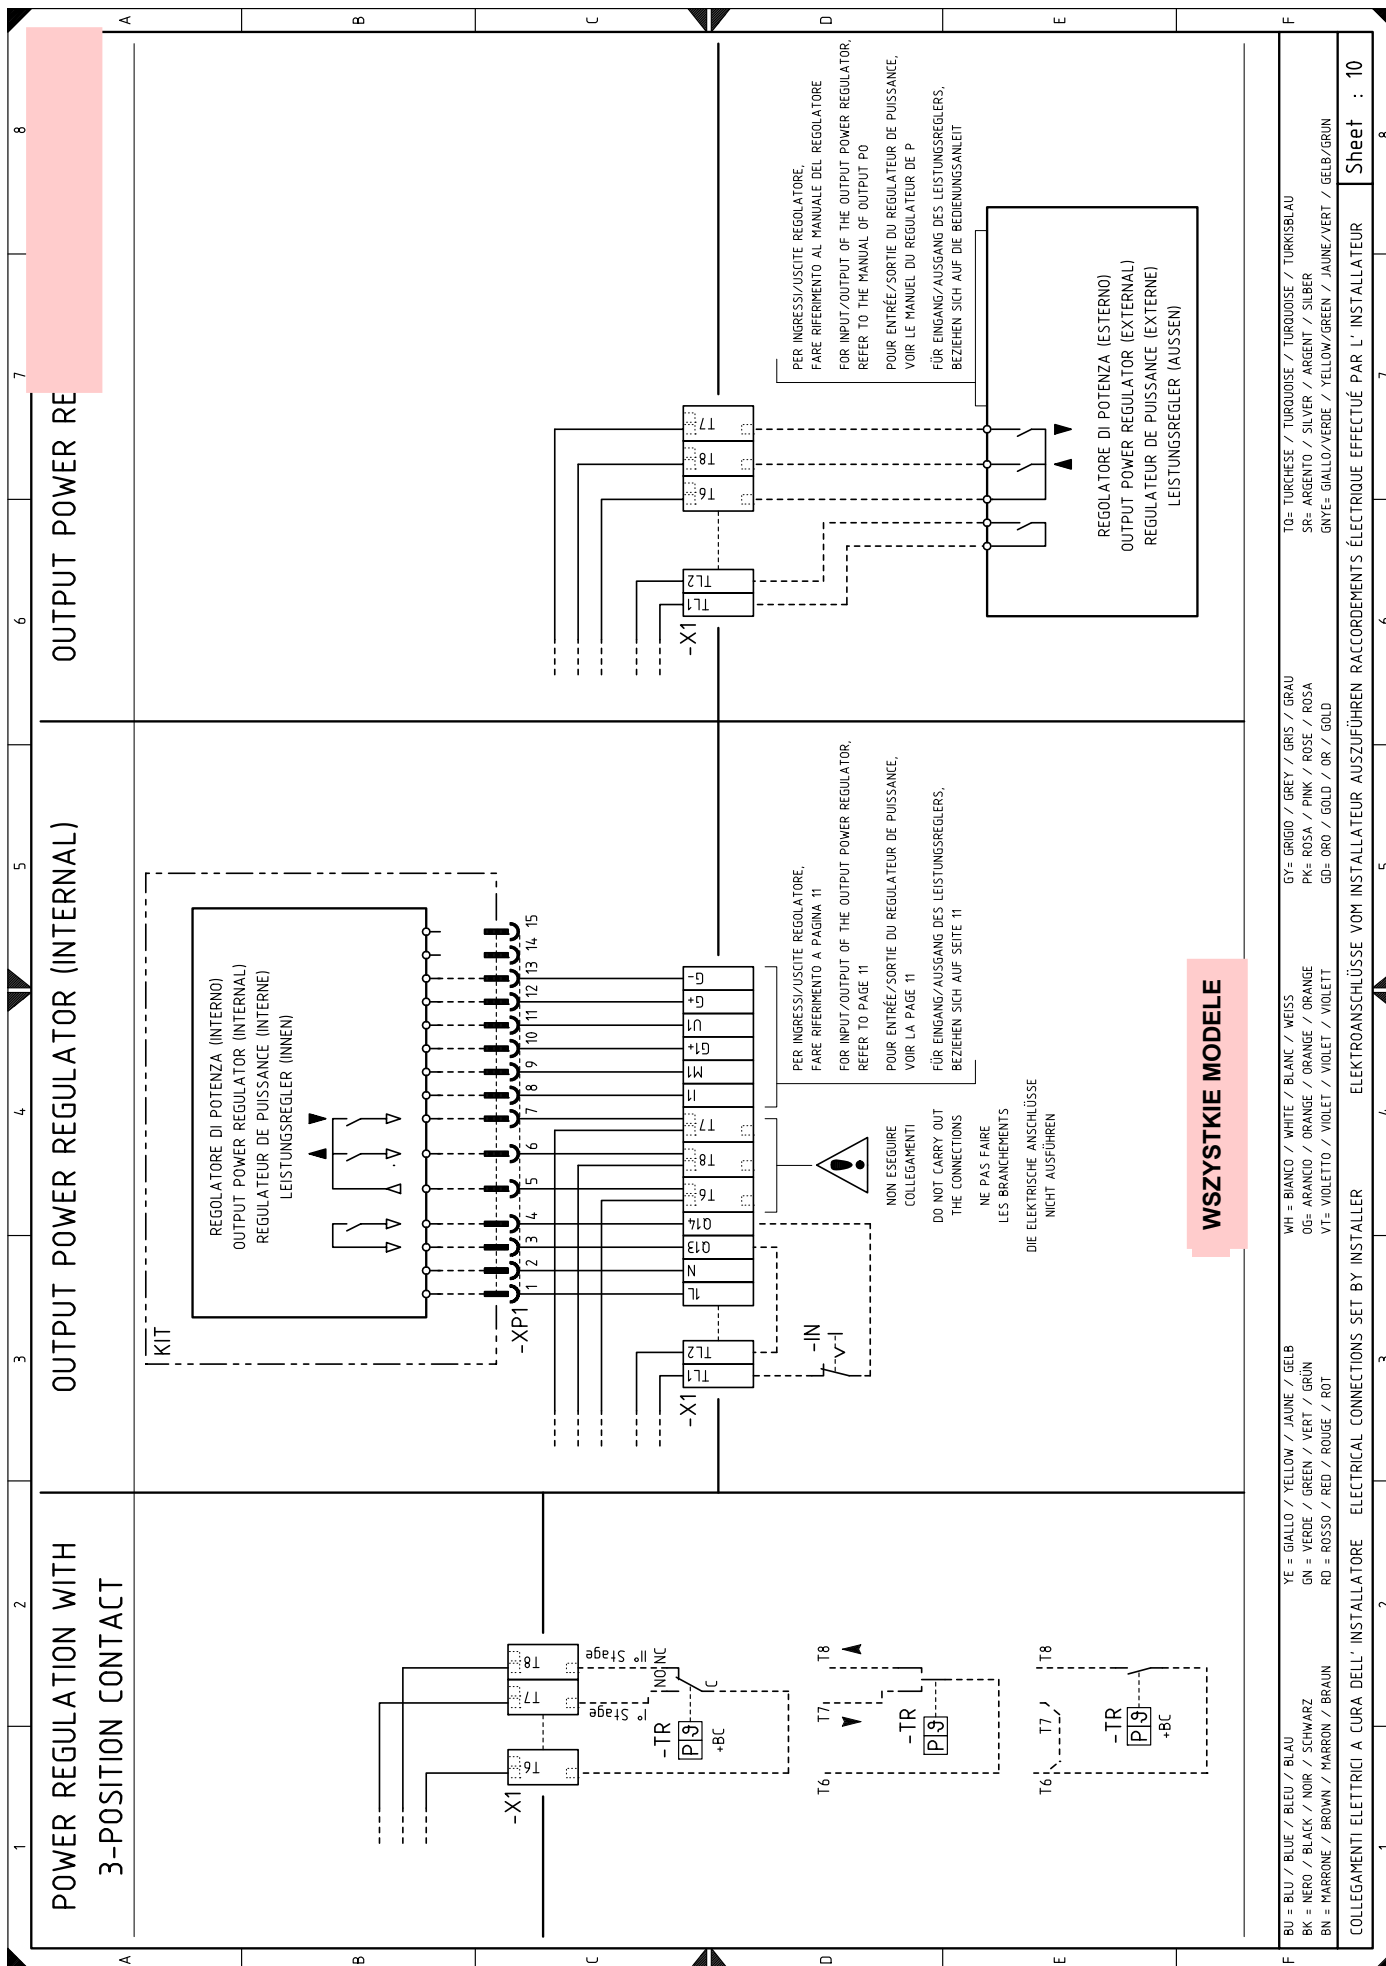 1
2
3
4
5
6
7
8
A
B
C
D
E
F
POWER REGULATION WITH
3-POSITION CONTACT
-X1
T6
T7
T8
I° Stage
II° Stage
NO
NC
C
-TR
P
ϑ
+BC
T6
T7
T8
-TR
P
ϑ
T6
T7
T8
-TR
P
ϑ
+BC
OUTPUT POWER REGULATOR (INTERNAL)
KIT
REGOLATORE DI POTENZA (INTERNO)
OUTPUT POWER REGULATOR (INTERNAL)
REGULATEUR DE PUISSANCE (INTERNE)
LEISTUNGSREGLER (INNEN)
-XP1
1
2
3
4
5
6
7
8
9
10
11
12
13
14
15
-X1
TL1
TL2
1L
N
Q13
Q14
T6
T8
T7
I1
M1
G1+
U1
G+
G-
-IN
NON ESEGUIRE
COLLEGAMENTI
DO NOT CARRY OUT
THE CONNECTIONS
NE PAS FAIRE
LES BRANCHEMENTS
DIE ELEKTRISCHE ANSCHLÜSSE
NICHT AUSFÜHREN
PER INGRESSI/USCITE REGOLATORE,
FARE RIFERIMENTO A PAGINA 11
FOR INPUT/OUTPUT OF THE OUTPUT POWER REGULATOR,
REFER TO PAGE 11
POUR ENTRÉE/SORTIE DU REGULATEUR DE PUISSANCE,
VOIR LA PAGE 11
FÜR EINGANG/AUSGANG DES LEISTUNGSREGLERS,
BEZIEHEN SICH AUF SEITE 11
WSZYSTKIE MODELE
OUTPUT POWER RE
-X1
TL1
TL2
T6
T8
T7
PER INGRESSI/USCITE REGOLATORE,
FARE RIFERIMENTO AL MANUALE DEL REGOLATORE
FOR INPUT/OUTPUT OF THE OUTPUT POWER REGULATOR,
REFER TO THE MANUAL OF OUTPUT PO
POUR ENTRÉE/SORTIE DU REGULATEUR DE PUISSANCE,
VOIR LE MANUEL DU REGULATEUR DE P
FÜR EINGANG/AUSGANG DES LEISTUNGSREGLERS,
BEZIEHEN SICH AUF DIE BEDIENUNGSANLEIT
REGOLATORE DI POTENZA (ESTERNO)
OUTPUT POWER REGULATOR (EXTERNAL)
REGULATEUR DE PUISSANCE (EXTERNE)
LEISTUNGSREGLER (AUSSEN)
BU = BLU / BLUE / BLEU / BLAU
BK = NERO / BLACK / NOIR / SCHWARZ
BN = MARRONE / BROWN / MARRON / BRAUN
YE = GIALLO / YELLOW / JAUNE / GELB
GN = VERDE / GREEN / VERT / GRÜN
RD = ROSSO / RED / ROUGE / ROT
WH = BIANCO / WHITE / BLANC / WEISS
OG= ARANCIO / ORANGE / ORANGE / ORANGE
VT= VIOLETTO / VIOLET / VIOLET / VIOLETT
GY= GRIGIO / GREY / GRIS / GRAU
PK= ROSA / PINK / ROSE / ROSA
GD= ORO / GOLD / OR / GOLD
TQ= TURCHESE / TURQUOISE / TURQUOISE / TURKISBLAU
SR= ARGENTO / SILVER / ARGENT / SILBER
GNYE= GIALLO/VERDE / YELLOW/GREEN / JAUNE/VERT / GELB/GRUN
COLLEGAMENTI ELETTRICI A CURA DELL' INSTALLATORE ELECTRICAL CONNECTIONS SET BY INSTALLER ELEKTROANSCHLÜSSE VOM INSTALLATEUR AUSZUFÜHREN RACCORDEMENTS ÉLECTRIQUE EFFECTUÉ PAR L' INSTALLATEUR
Sheet : 10
1
2
3
4
5
6
7
8
A
B
C
D
E
F